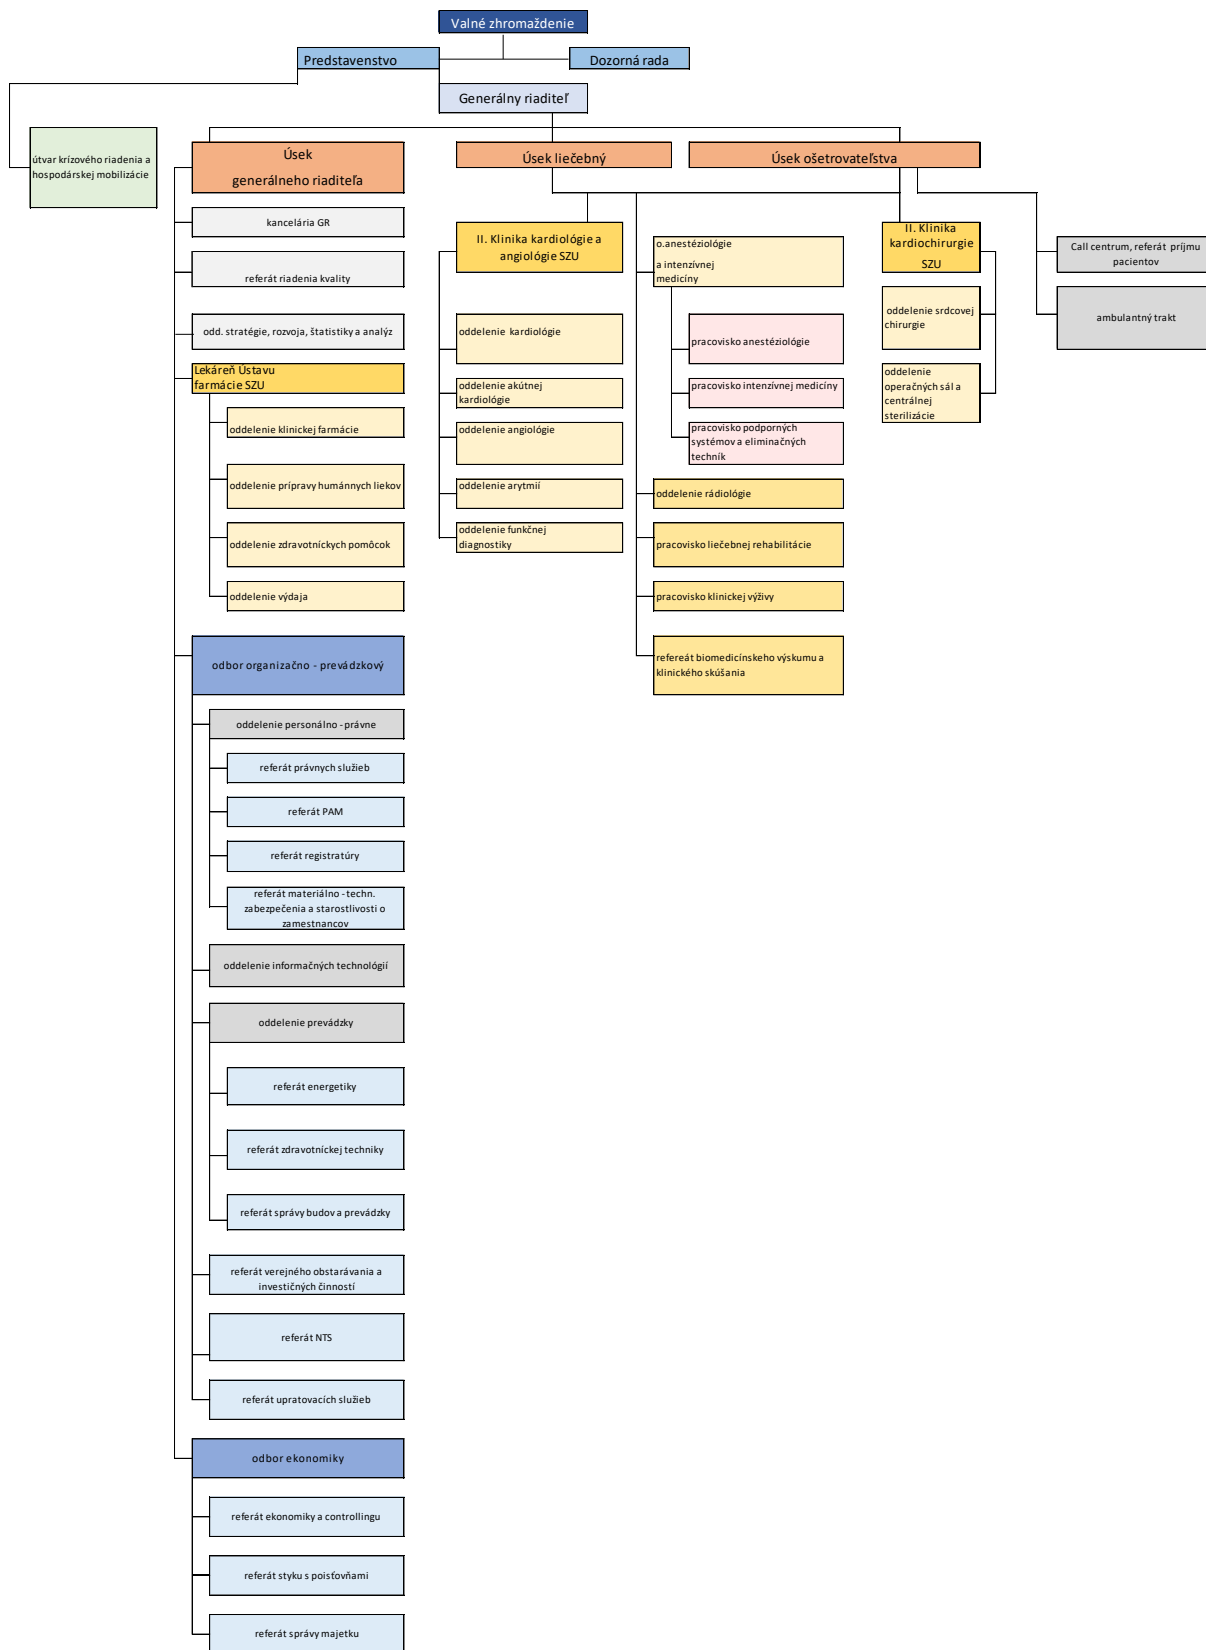 Valné zhromaždenie
Predstavenstvo
Dozorná rada
Generálny riaditeľ
útvar krízového riadenia a
hospodárskej mobilizácie
Úsek
generálneho riaditeľa
Úsek liečebný
Úsek ošetrovateľstva
kancelária GR
referát riadenia kvality
odd. stratégie, rozvoja, štatistiky a analýz
Lekáreň Ústavu
farmácie SZU
oddelenie klinickej farmácie
oddelenie prípravy humánnych liekov
oddelenie zdravotníckych pomôcok
oddelenie výdaja
odbor organizačno - prevádzkový
oddelenie personálno - právne
referát právnych služieb
referát PAM
referát registratúry
referát materiálno - techn.
zabezpečenia a starostlivosti o
zamestnancov
oddelenie informačných technológií
oddelenie prevádzky
referát energetiky
referát zdravotníckej techniky
referát správy budov a prevádzky
referát verejného obstarávania a
investičných činností
referát NTS
referát upratovacích služieb
odbor ekonomiky
referát ekonomiky a controllingu
referát styku s poisťovňami
referát správy majetku
II. Klinika kardiológie a
angiológie SZU
oddelenie kardiológie
oddelenie akútnej
kardiológie
oddelenie angiológie
oddelenie arytmií
oddelenie funkčnej
diagnostiky
o.anestéziológie
a intenzívnej
medicíny
pracovisko anestéziológie
pracovisko intenzívnej medicíny
pracovisko podporných
systémov a eliminačných
techník
oddelenie rádiológie
pracovisko liečebnej rehabilitácie
pracovisko klinickej výživy
refereát biomedicínskeho výskumu a
klinického skúšania
II. Klinika
kardiochirurgie
SZU
oddelenie srdcovej
chirurgie
oddelenie
operačných sál a
centrálnej
sterilizácie
Call centrum, referát príjmu
pacientov
ambulantný trakt